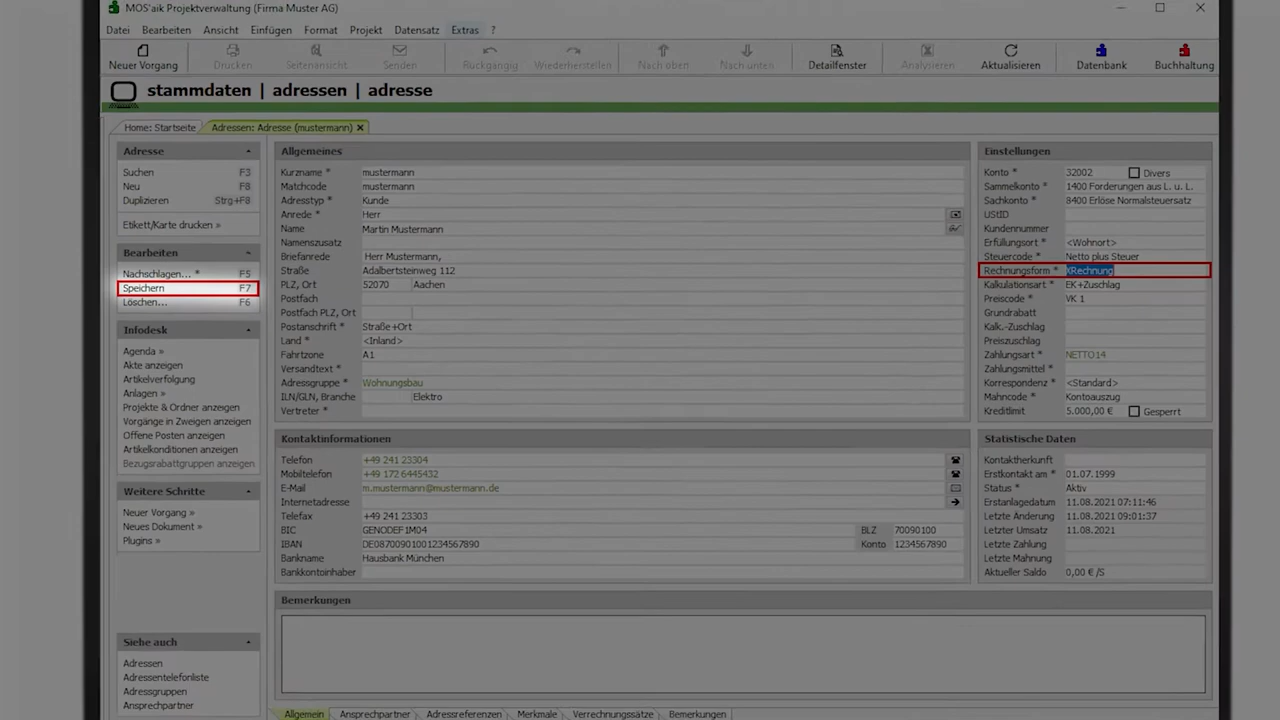 MOS'aik Projektverwaltung (Firma Muster AG)
Datei Bearbeiten Ansicht Einfügen Format Projekt Datensatz Extras ?
Neuer Vorgang Drucken Seitenansicht Senden Rückgängig Wiederherstellen Nach oben Nach unten Detailfenster Analysieren Aktualisieren Datenbank Buchhaltung
stammdaten | adressen | adresse
Home: Startseite Adressen: Adresse (mustermann)
Adresse
Suchen F3
Neu F8
Duplizieren Strg+F8
Etikett/Karte drucken »
Bearbeiten
Nachschlagen... * F5
Speichern F7
Löschen... F6
Infodesk
Agenda »
Akte anzeigen
Artikelverfolgung
Anlagen »
Projekte & Ordner anzeigen
Vorgänge in Zweigen anzeigen
Offene Posten anzeigen
Artikelkonditionen anzeigen
Bezugsrabattgruppen anzeigen
Weitere Schritte
Neuer Vorgang »
Neues Dokument »
Plugins »
Siehe auch
Adressen
Adressentelefonliste
Adressgruppen
Ansprechpartner
Allgemeines
Kurzname * mustermann
Matchcode mustermann
Adresstyp * Kunde
Anrede * Herr
Name Martin Mustermann
Namenszusatz
Briefanrede Herr Mustermann,
Straße Adalbertsteinweg 112
PLZ, Ort 52070 Aachen
Postfach
Postfach PLZ, Ort
Postanschrift * Straße+Ort
Land * <Inland>
Fahrtzone A1
Versandtext *
Adressgruppe * Wohnungsbau
ILN/GLN, Branche Elektro
Vertreter *
Kontaktinformationen
Telefon +49 241 23304
Mobiltelefon +49 172 6445432
E-Mail m.mustermann@mustermann.de
Internetadresse
Telefax +49 241 23303
BIC GENODEF1M04 BLZ 70090100
IBAN DE08700901001234567890 Konto 1234567890
Bankname Hausbank München
Bankkontoinhaber
Bemerkungen
Einstellungen
Konto * 32002 Divers
Sammelkonto * 1400 Forderungen aus L. u. L.
Sachkonto * 8400 Erlöse Normalsteuersatz
UStID
Kundennummer
Erfüllungsort * <Wohnort>
Steuercode * Netto plus Steuer
Rechnungsform * XRechnung
Kalkulationsart * EK+Zuschlag
Preiscode * VK 1
Grundrabatt
Kalk.-Zuschlag
Preiszuschlag
Zahlungsart * NETTO14
Zahlungsmittel *
Korrespondenz * <Standard>
Mahncode * Kontoauszug
Kreditlimit 5.000,00 € Gesperrt
Statistische Daten
Kontaktherkunft
Erstkontakt am * 01.07.1999
Status * Aktiv
Erstanlagedatum 11.08.2021 07:11:46
Letzte Änderung 11.08.2021 09:01:37
Letzter Umsatz 11.08.2021
Letzte Zahlung
Letzte Mahnung
Aktueller Saldo 0,00 € /S
Allgemein Ansprechpartner Adressreferenzen Merkmale Verrechnungssätze Bemerkungen